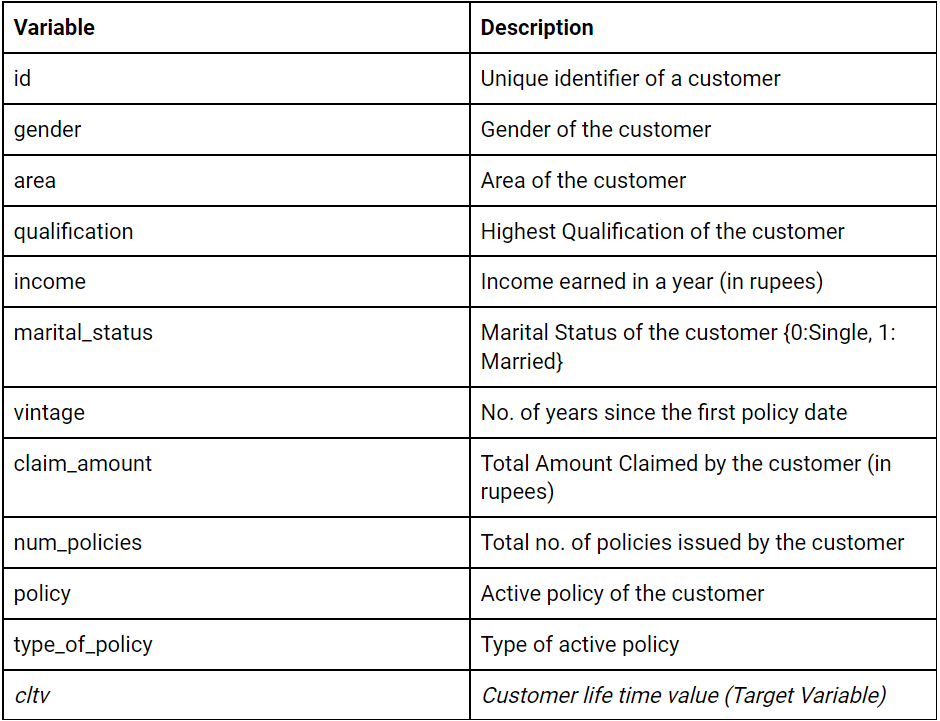 Variable Description
id Unique identifier of a customer
gender Gender of the customer
area Area of the customer
qualification Highest Qualification of the customer
income Income earned in a year (in rupees)
marital_status Marital Status of the customer {0:Single, 1:
Married}
vintage No. of years since the first policy date
claim_amount Total Amount Claimed by the customer (in
rupees)
num_policies Total no. of policies issued by the customer
policy Active policy of the customer
type_of_policy Type of active policy
cltv Customer life time value (Target Variable)